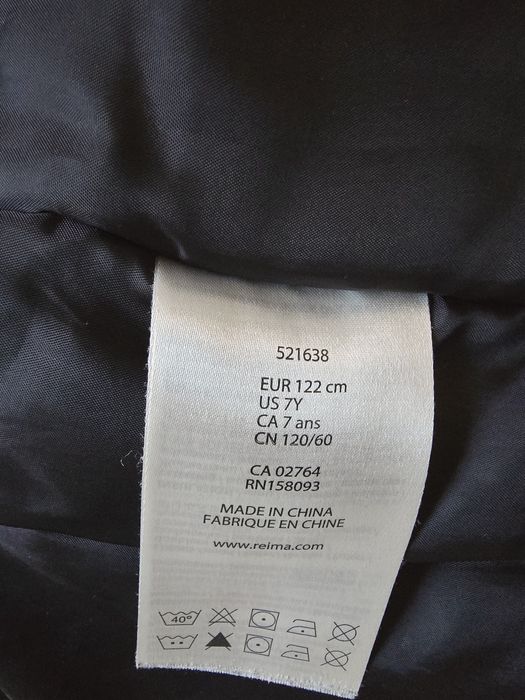 521638
EUR 122 cm
US 7Y
CA 7 ans
CN 120/60
CA 02764
RN158093
MADE IN CHINA
FABRIQUE EN CHINE
www.reima.com
40°